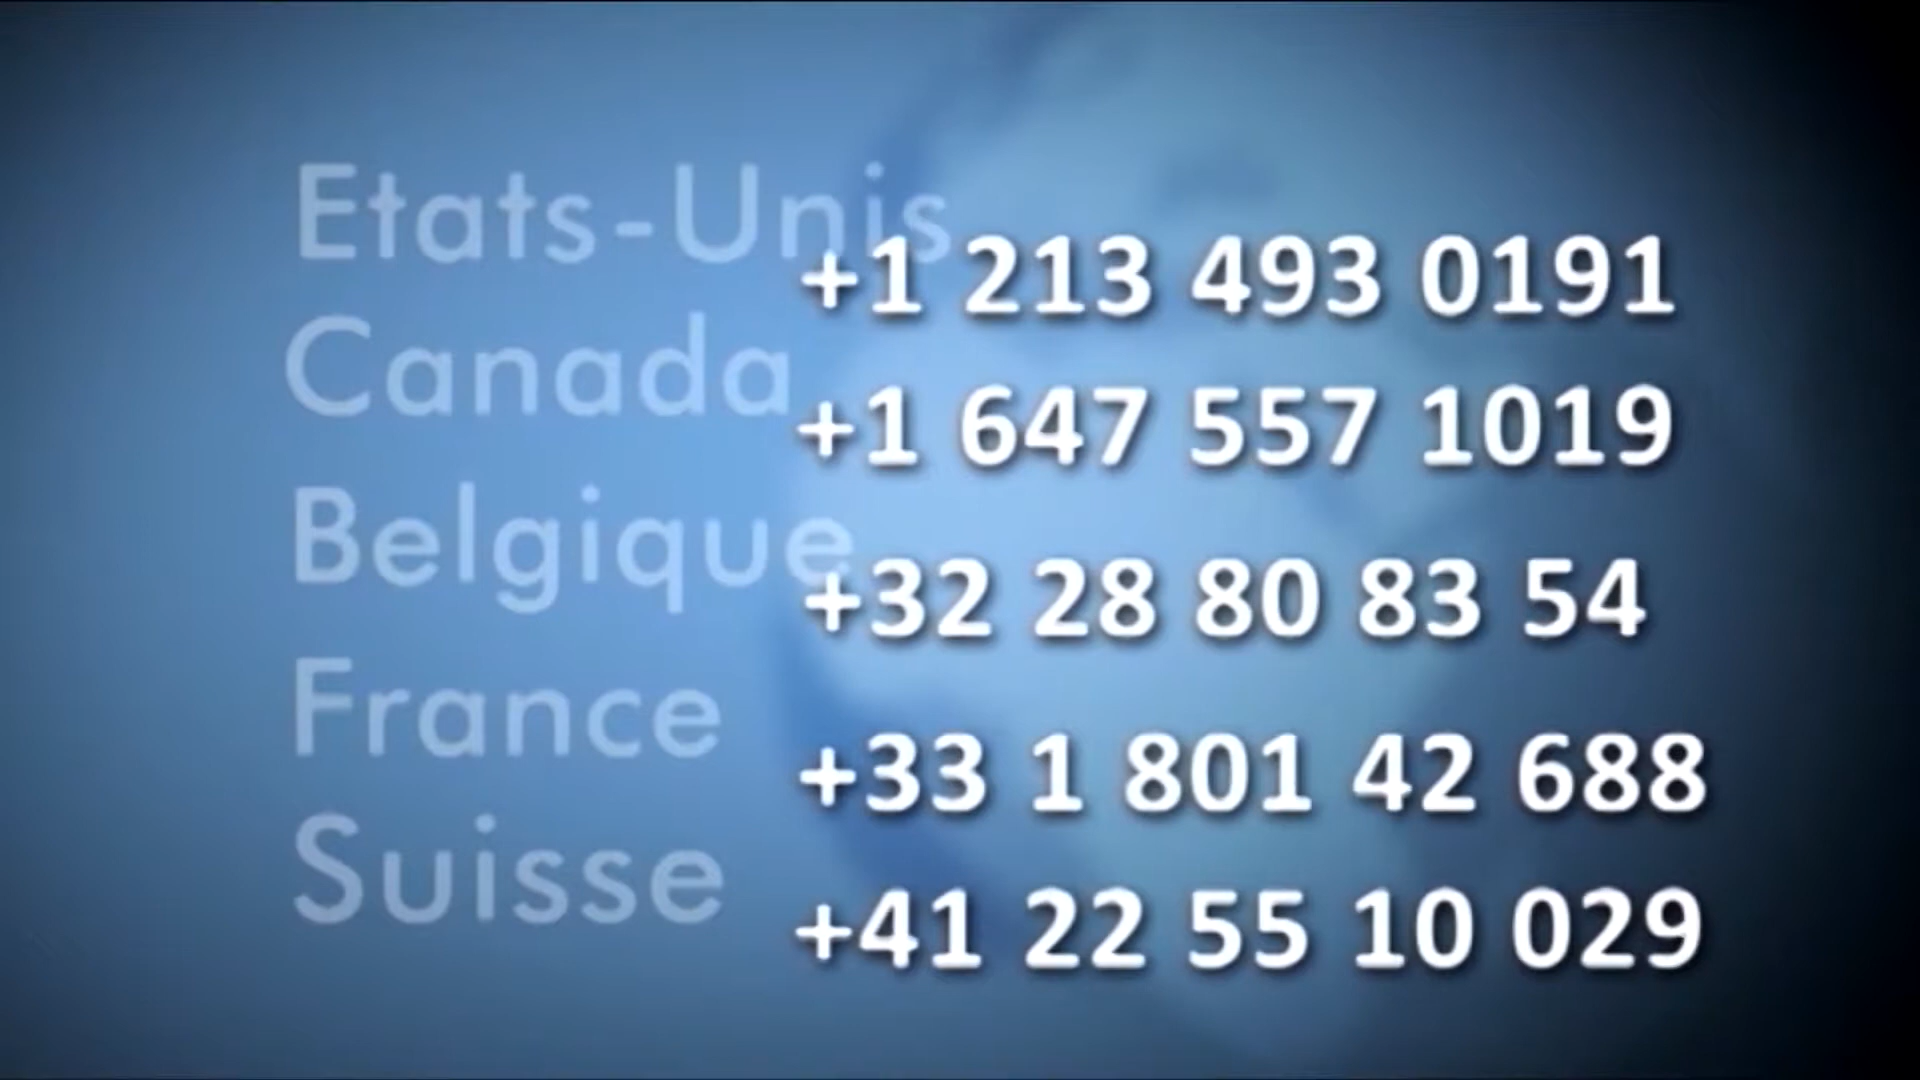 Etats-Unis +1 213 493 0191
Canada +1 647 557 1019
Belgique +32 28 80 83 54
France +33 1 801 42 688
Suisse +41 22 55 10 029